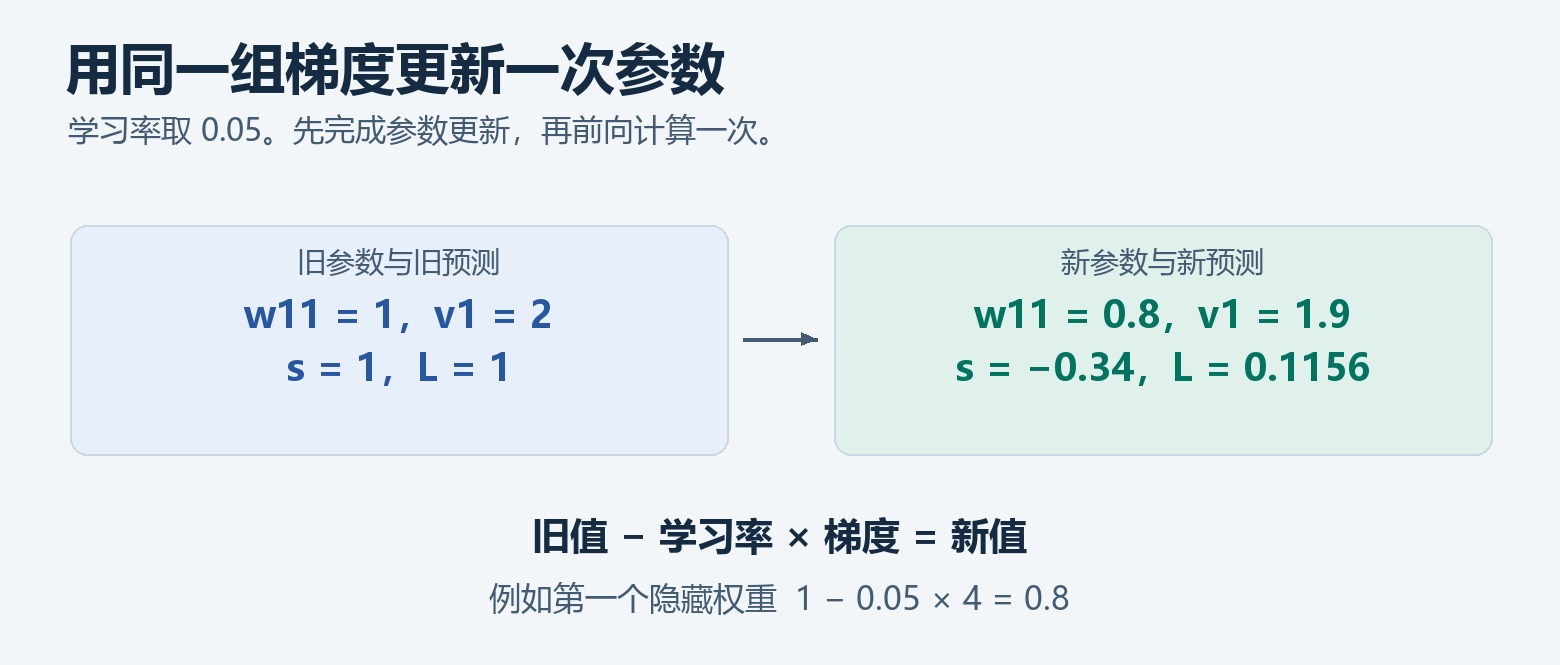 用同一组梯度更新一次参数
学习率取 0.05。先完成参数更新，再前向计算一次。
旧参数与旧预测
w11 = 1，v1 = 2
s = 1，L = 1
新参数与新预测
w11 = 0.8，v1 = 1.9
s = −0.34，L = 0.1156
旧值 − 学习率 × 梯度 = 新值
例如第一个隐藏权重 1 − 0.05 × 4 = 0.8